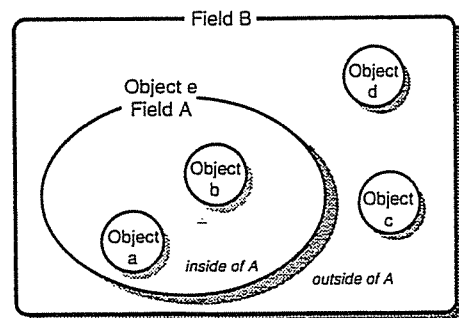 Field B
Object
d
Object e
Field A
Object
b
Object
c
Object
a
inside of A
outside of A